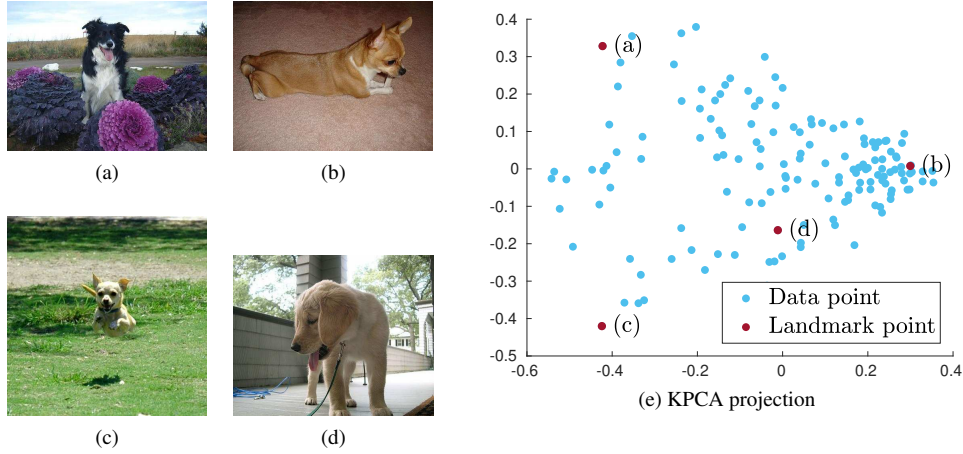 (a)
(b)
(c)
(d)
0.4
0.3
0.2
0.1
0
-0.1
-0.2
-0.3
-0.4
-0.5
-0.6
-0.4
-0.2
0
0.2
0.4
(a)
(b)
(d)
(c)
Data point
Landmark point
(e) KPCA projection